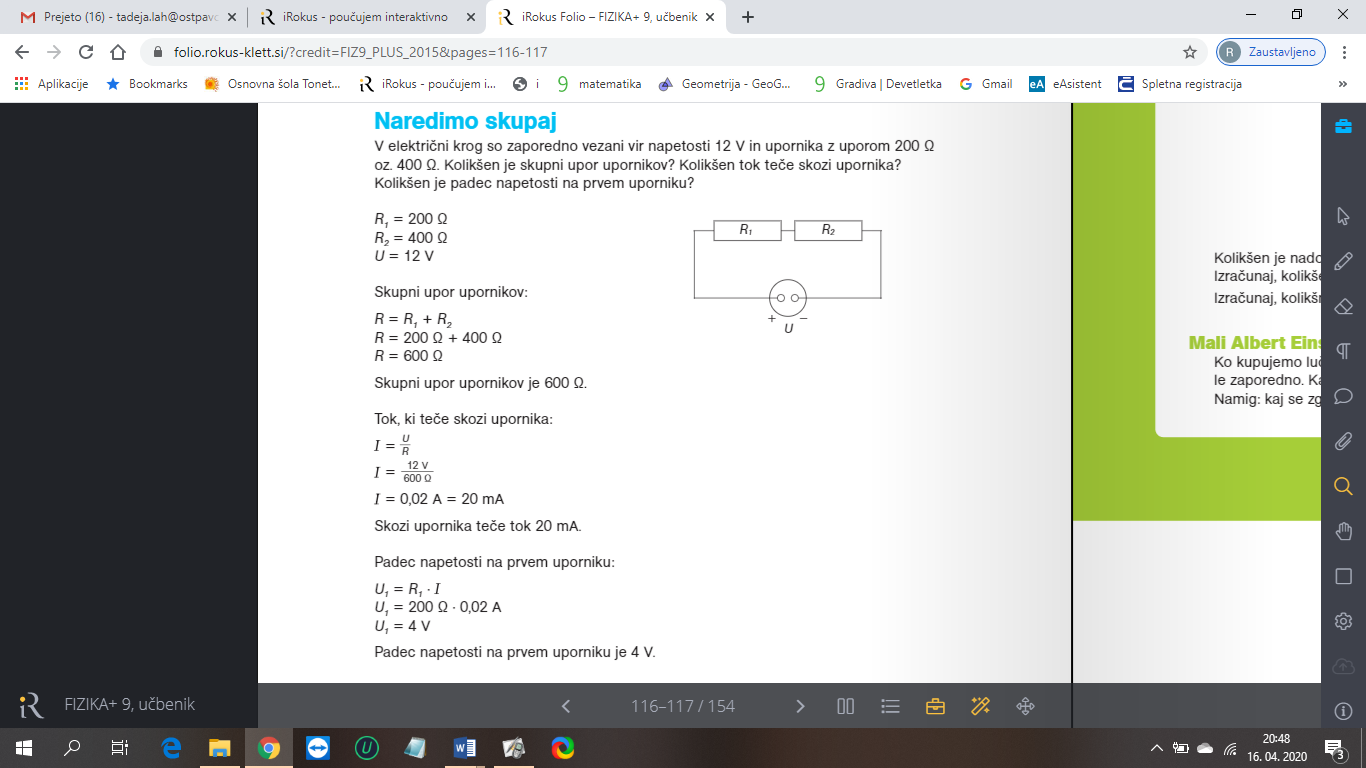 Prejeto (16) - tadeja.lah@ostpavc
iRokus - poučujem interaktivno
iRokus Folio – FIZIKA+ 9, učbenik
folio.rokus-klett.si/?credit=FIZ9_PLUS_2015&pages=116-117
R Zaustavljeno
Aplikacije
Bookmarks
Osnovna šola Tonet...
iRokus - poučujem i...
i
matematika
Geometrija - GeoG...
Gradiva | Devetletka
Gmail
eA eAsistent
Spletna registracija
»
Naredimo skupaj
V električni krog so zaporedno vezani vir napetosti 12 V in upornika z uporom 200 Ω
oz. 400 Ω. Kolikšen je skupni upor upornikov? Kolikšen tok teče skozi upornika?
Kolikšen je padec napetosti na prvem uporniku?
R₁ = 200 Ω
R₂ = 400 Ω
U = 12 V
R₁ R₂
+ −
U
Skupni upor upornikov:
R = R₁ + R₂
R = 200 Ω + 400 Ω
R = 600 Ω
Skupni upor upornikov je 600 Ω.
Tok, ki teče skozi upornika:
I = U/R
I = 12 V/600 Ω
I = 0,02 A = 20 mA
Skozi upornika teče tok 20 mA.
Padec napetosti na prvem uporniku:
U₁ = R₁ · I
U₁ = 200 Ω · 0,02 A
U₁ = 4 V
Padec napetosti na prvem uporniku je 4 V.
Kolikšen je
Izračunaj,
Izračunaj,
Mali Albert
Ko kupujemo
le zaporedno.
Namig: kaj se
iR FIZIKA+ 9, učbenik
116–117 / 154
20:48
16. 04. 2020
3